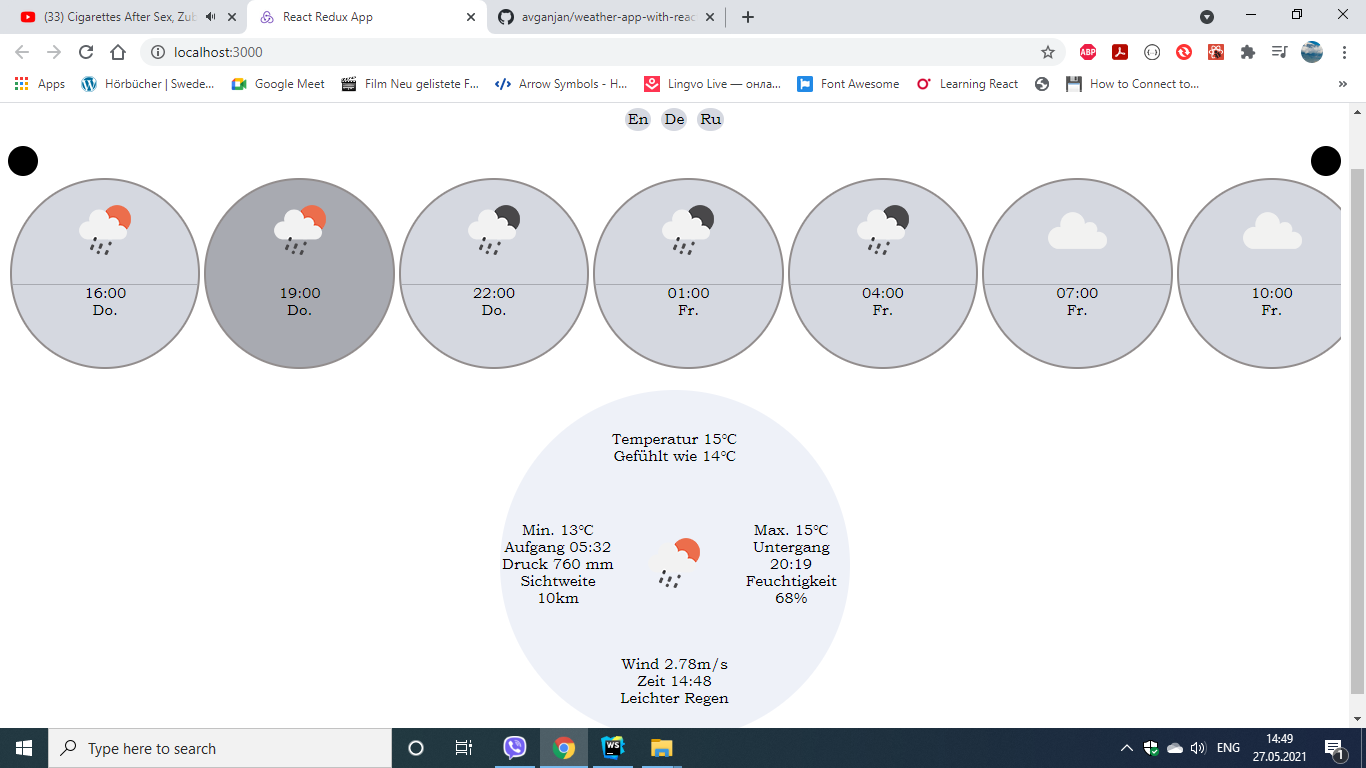 (33) Cigarettes After Sex, Zub
React Redux App
avganjan/weather-app-with-reac
localhost:3000
ABP
Apps
Hörbücher | Swede...
Google Meet
Film Neu gelistete F...
Arrow Symbols - H...
Lingvo Live — онла...
Font Awesome
Learning React
How to Connect to...
»
En De Ru
16:00
Do.
19:00
Do.
22:00
Do.
01:00
Fr.
04:00
Fr.
07:00
Fr.
10:00
Fr.
Temperatur 15°C
Gefühlt wie 14°C
Min. 13°C
Aufgang 05:32
Druck 760 mm
Sichtweite
10km
Max. 15°C
Untergang
20:19
Feuchtigkeit
68%
Wind 2.78m/s
Zeit 14:48
Leichter Regen
Type here to search
WS
ENG
14:49
27.05.2021
1